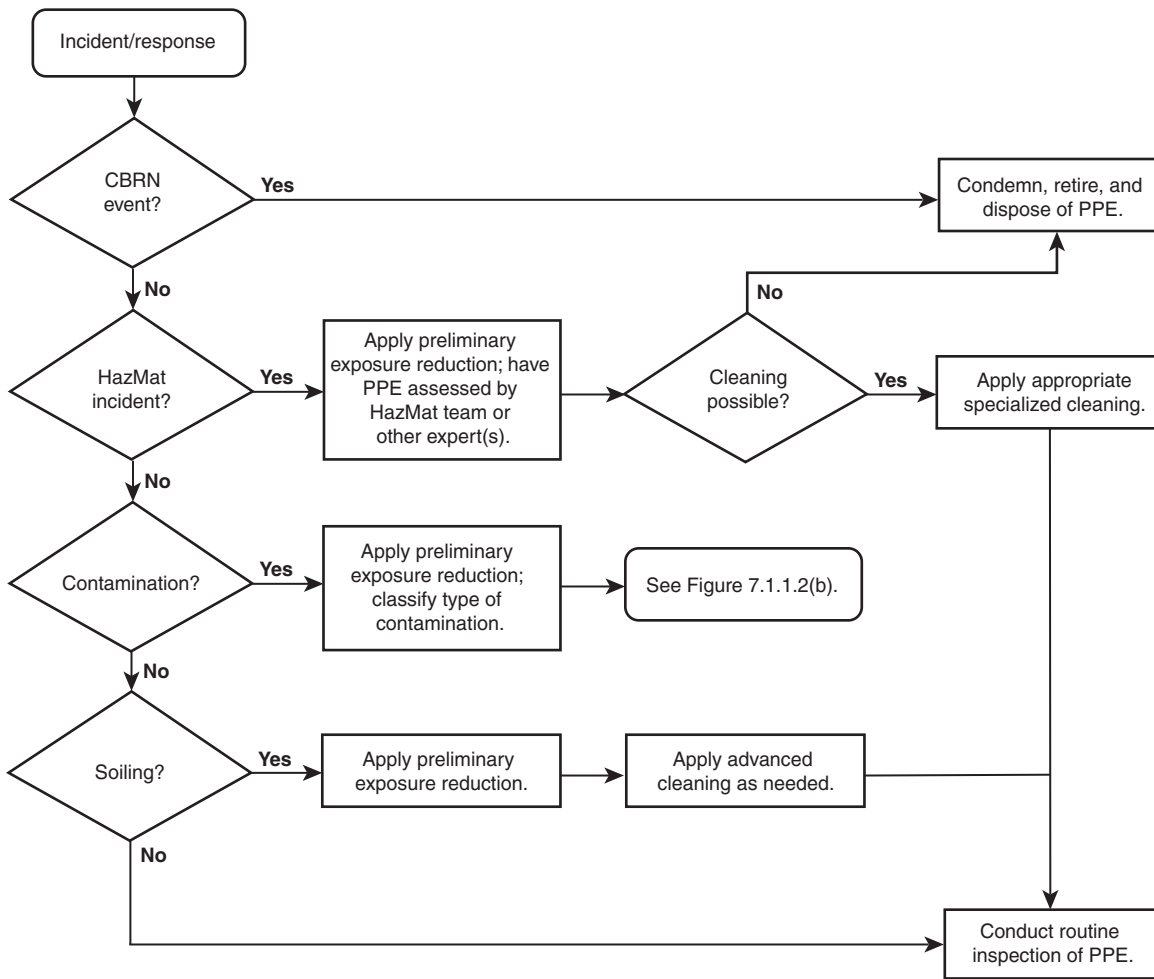 Incident/response
CBRN
event?
Yes
Condemn, retire, and
dispose of PPE.
No
HazMat
incident?
Yes
Apply preliminary
exposure reduction; have
PPE assessed by
HazMat team or
other expert(s).
No
Cleaning
possible?
Yes
Apply appropriate
specialized cleaning.
No
Contamination?
Yes
Apply preliminary
exposure reduction;
classify type of
contamination.
See Figure 7.1.1.2(b).
No
Soiling?
Yes
Apply preliminary
exposure reduction.
Apply advanced
cleaning as needed.
No
Conduct routine
inspection of PPE.